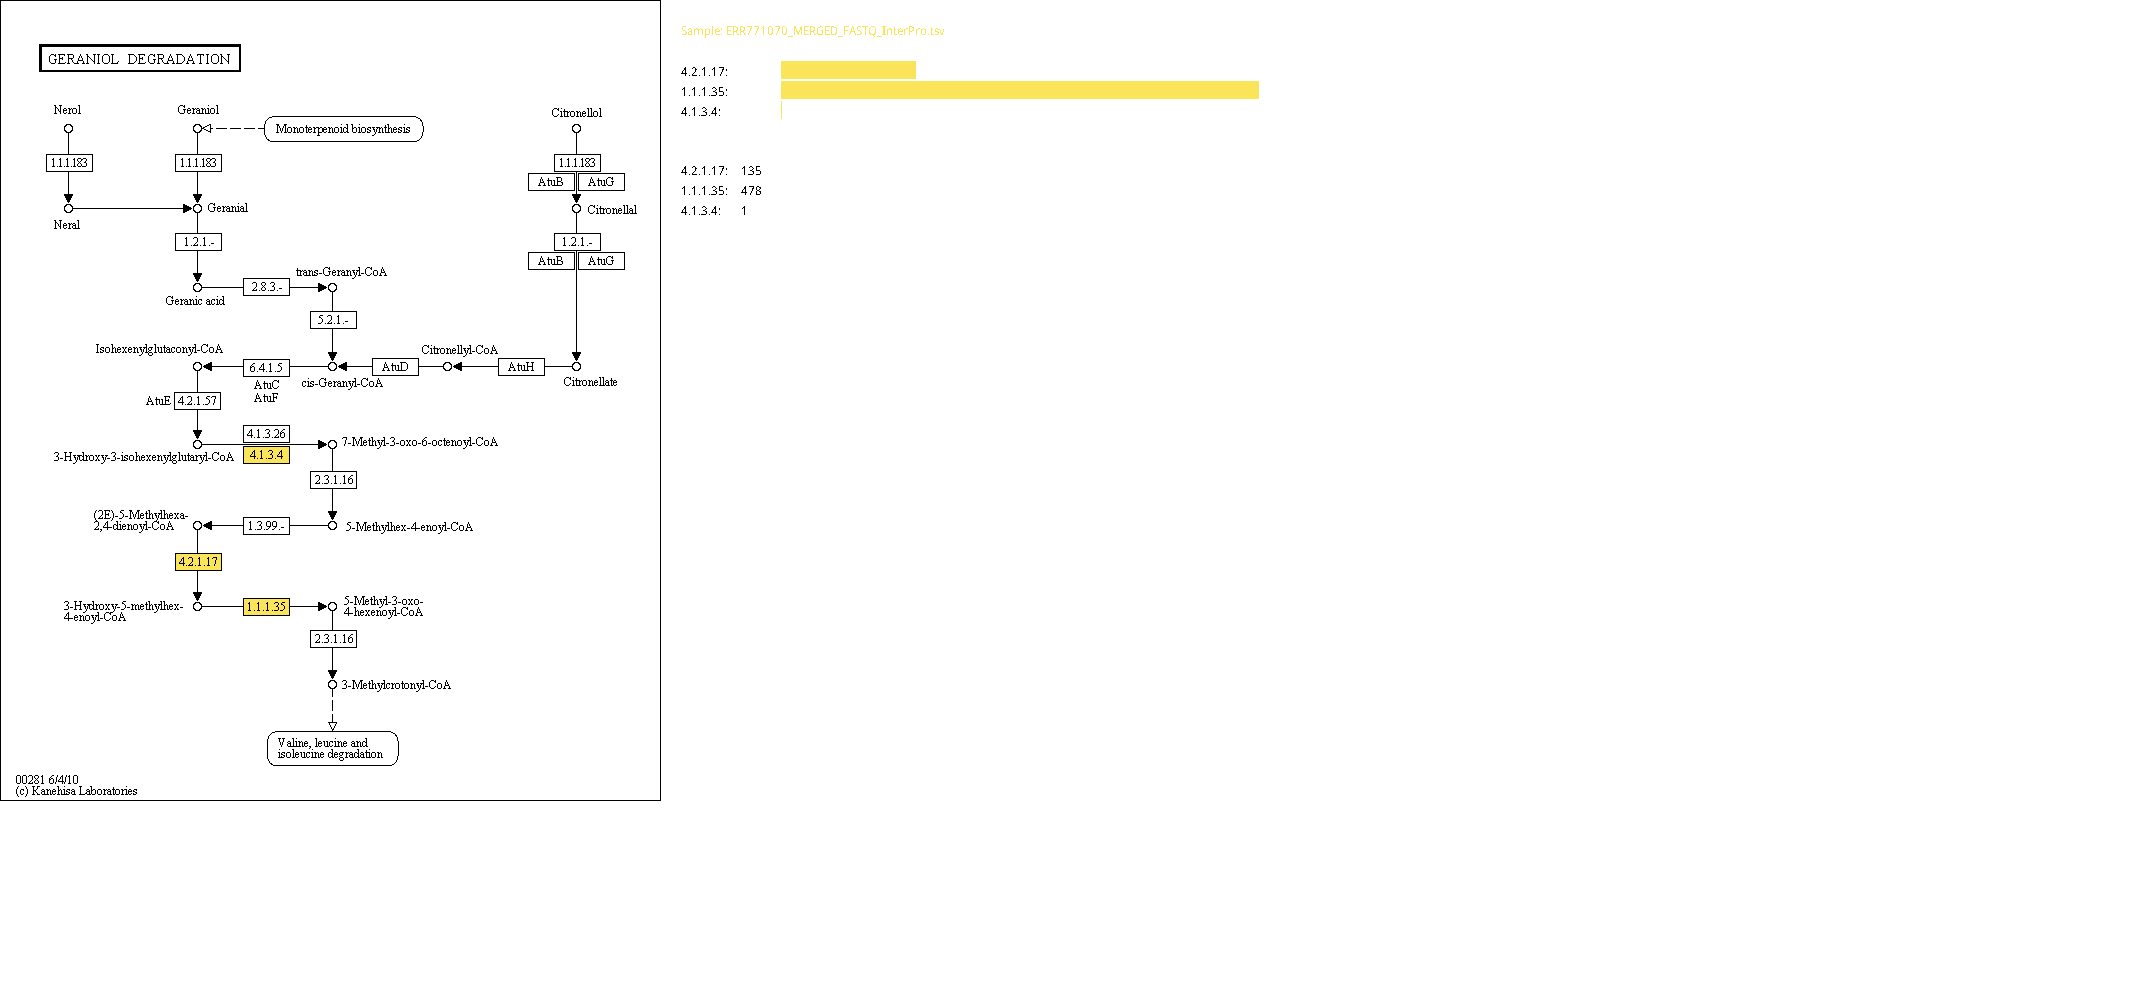 Sample: ERR771070_MERGED_FASTQ_InterPro.tsv
GERANIOL DEGRADATION
4.2.1.17:
1.1.1.35:
4.1.3.4:
Nerol
Geraniol
Citronellol
Monoterpenoid biosynthesis
1.1.1.183
1.1.1.183
1.1.1.183
AtuB
AtuG
4.2.1.17: 135
1.1.1.35: 478
4.1.3.4: 1
Geranial
Citronellal
Neral
1.2.1.-
1.2.1.-
AtuB
AtuG
trans-Geranyl-CoA
2.8.3.-
Geranic acid
5.2.1.-
Isohexenylglutaconyl-CoA
Citronellyl-CoA
6.4.1.5
AtuD
AtuH
AtuC
cis-Geranyl-CoA
Citronellate
AtuF
AtuE
4.2.1.57
4.1.3.26
7-Methyl-3-oxo-6-octenoyl-CoA
3-Hydroxy-3-isohexenylglutaryl-CoA
4.1.3.4
2.3.1.16
(2E)-5-Methylhexa-
2,4-dienoyl-CoA
1.3.99.-
5-Methylhex-4-enoyl-CoA
4.2.1.17
3-Hydroxy-5-methylhex-
4-enoyl-CoA
1.1.1.35
5-Methyl-3-oxo-
4-hexenoyl-CoA
2.3.1.16
3-Methylcrotonyl-CoA
Valine, leucine and
isoleucine degradation
00281 6/4/10
(c) Kanehisa Laboratories